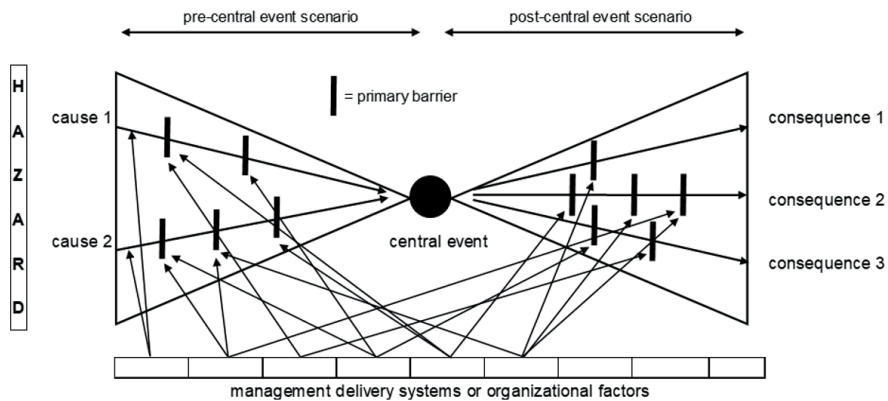 pre-central event scenario
post-central event scenario
H
A
Z
A
R
D
= primary barrier
cause 1
consequence 1
central event
consequence 2
cause 2
consequence 3
management delivery systems or organizational factors